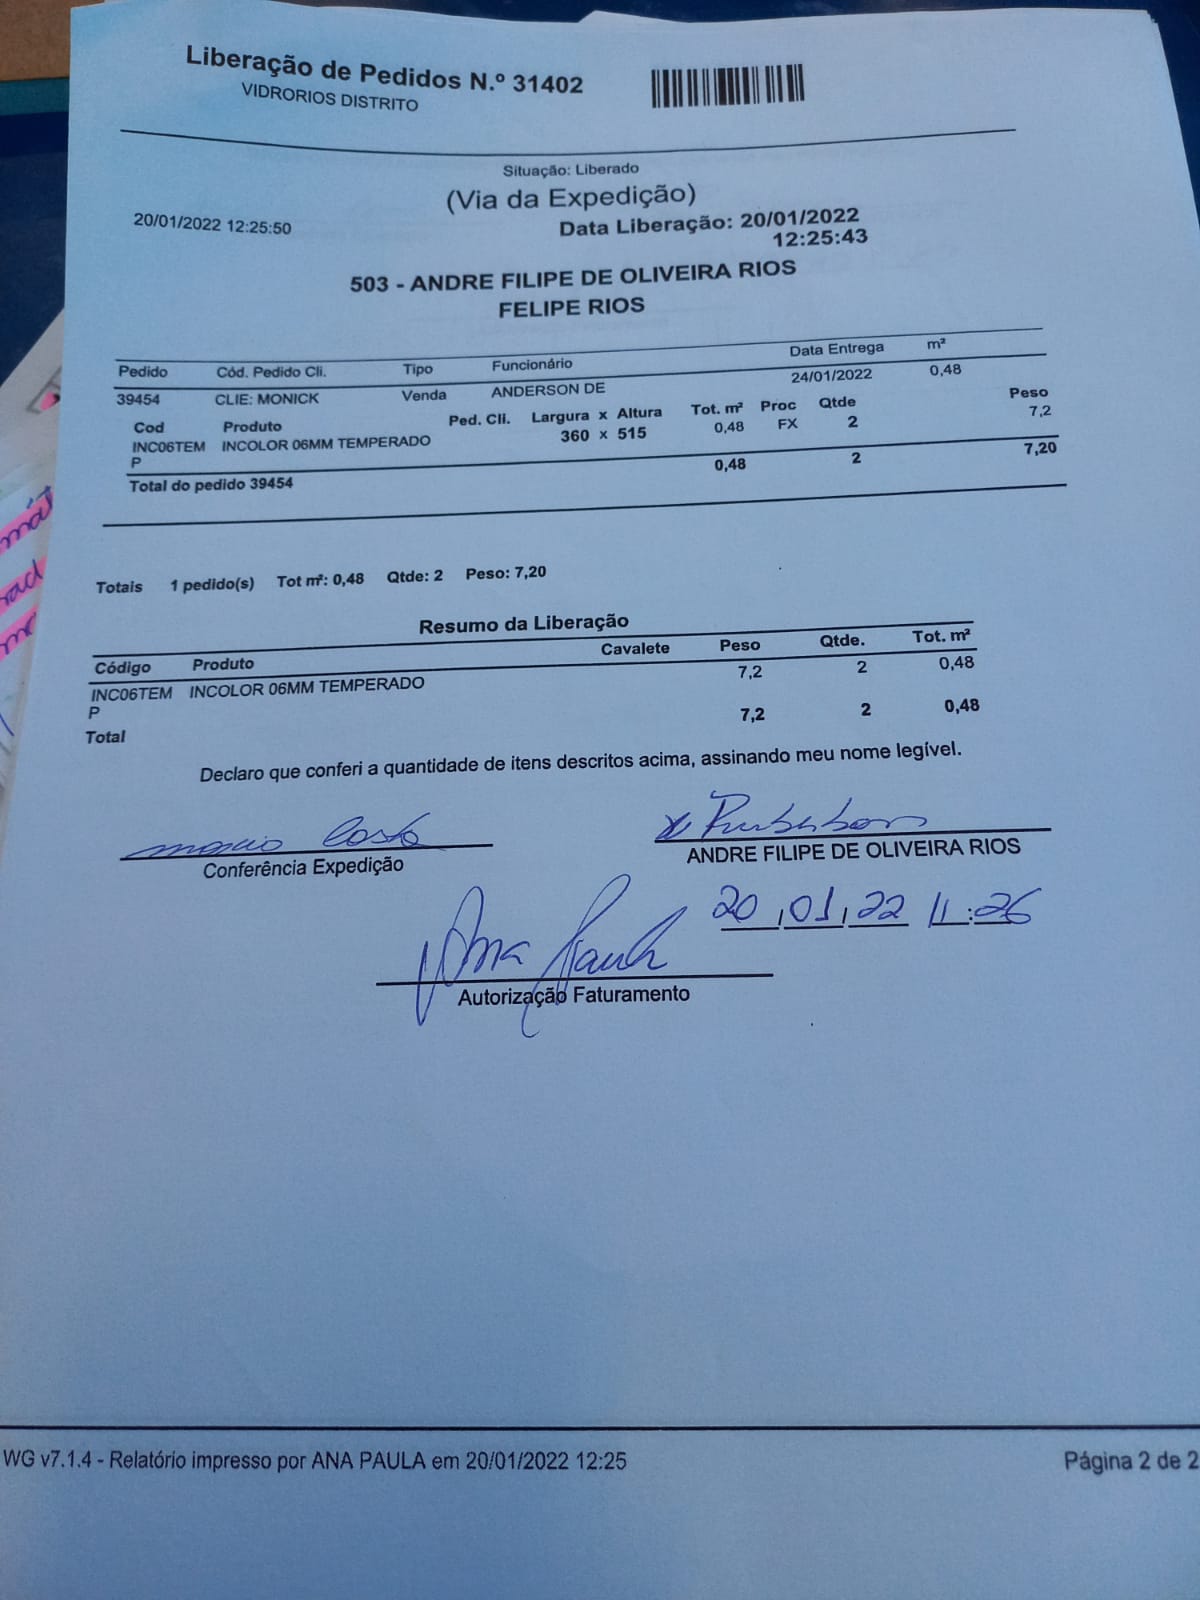 Liberação de Pedidos N.º 31402
VIDRORIOS DISTRITO
Situação: Liberado
(Via da Expedição)
20/01/2022 12:25:50
Data Liberação: 20/01/2022
12:25:43
503 - ANDRE FILIPE DE OLIVEIRA RIOS
FELIPE RIOS
Pedido Cód. Pedido Cli. Tipo Funcionário Data Entrega m²
39454 CLIE: MONICK Venda ANDERSON DE 24/01/2022 0,48
Cod Produto Ped. Cli. Largura x Altura Tot. m² Proc Qtde Peso
INC06TEM INCOLOR 06MM TEMPERADO 360 x 515 0,48 FX 2 7,2
P
Total do pedido 39454 0,48 2 7,20
Totais 1 pedido(s) Tot m²: 0,48 Qtde: 2 Peso: 7,20
Resumo da Liberação
Código Produto Cavalete Peso Qtde. Tot. m²
INC06TEM INCOLOR 06MM TEMPERADO 7,2 2 0,48
P
Total 7,2 2 0,48
Declaro que conferi a quantidade de itens descritos acima, assinando meu nome legível.
Costa
Conferência Expedição
ANDRE FILIPE DE OLIVEIRA RIOS
20/01/22 11:26
Ana Paula
Autorização Faturamento
WG v7.1.4 - Relatório impresso por ANA PAULA em 20/01/2022 12:25
Página 2 de 2